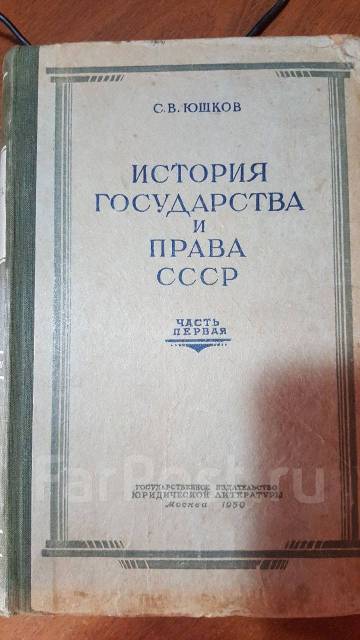 С.В. ЮШКОВ
ИСТОРИЯ
ГОСУДАРСТВА
И
ПРАВА
СССР
ЧАСТЬ
ПЕРВАЯ
ГОСУДАРСТВЕННОЕ ИЗДАТЕЛЬСТВО
ЮРИДИЧЕСКОЙ ЛИТЕРАТУРЫ
Москва 1950
FarPost.ru